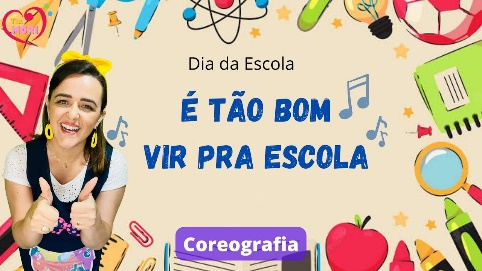 Dia da Escola
É TÃO BOM
VIR PRA ESCOLA
Coreografia